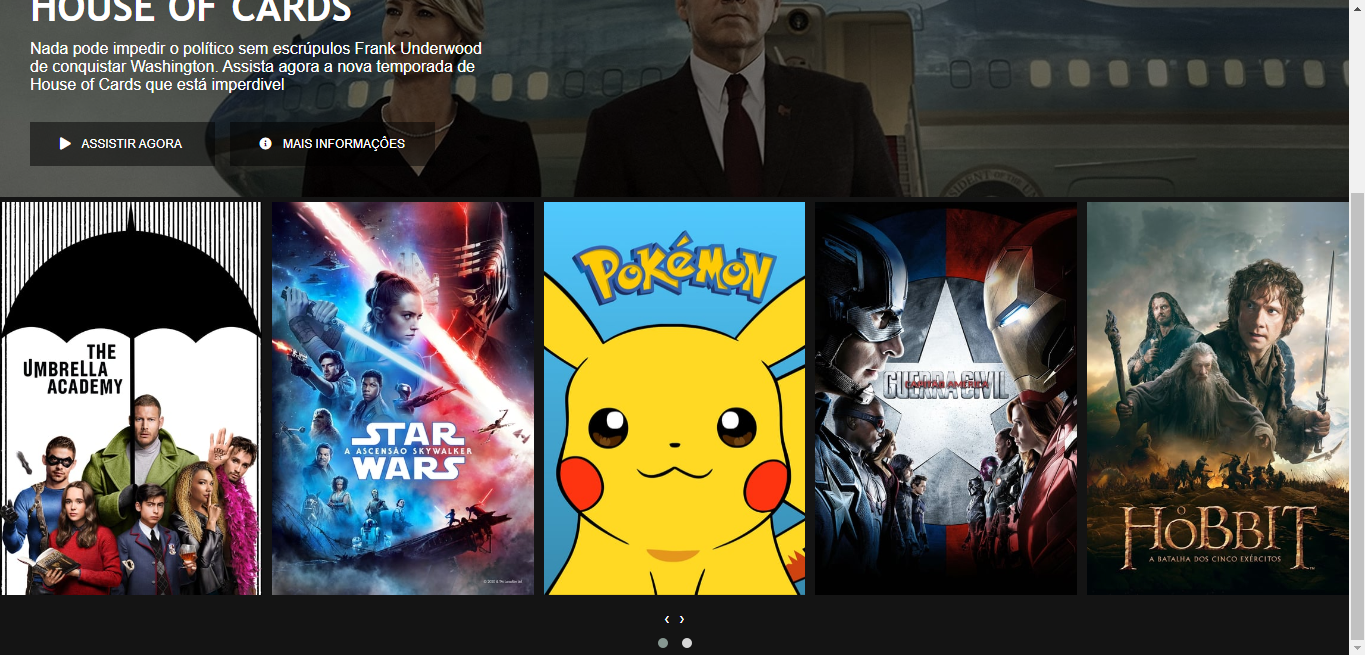 HOUSE OF CARDS
Nada pode impedir o político sem escrúpulos Frank Underwood
de conquistar Washington. Assista agora a nova temporada de
House of Cards que está imperdivel
ASSISTIR AGORA
MAIS INFORMAÇÔES
THE
UMBRELLA
ACADEMY
STAR
A ASCENSÃO SKYWALKER
WARS
POKÉMON
CAPITÃO AMÉRICA
GUERRA CIVIL
O
HOBBIT
A BATALHA DOS CINCO EXÉRCITOS
‹ ›